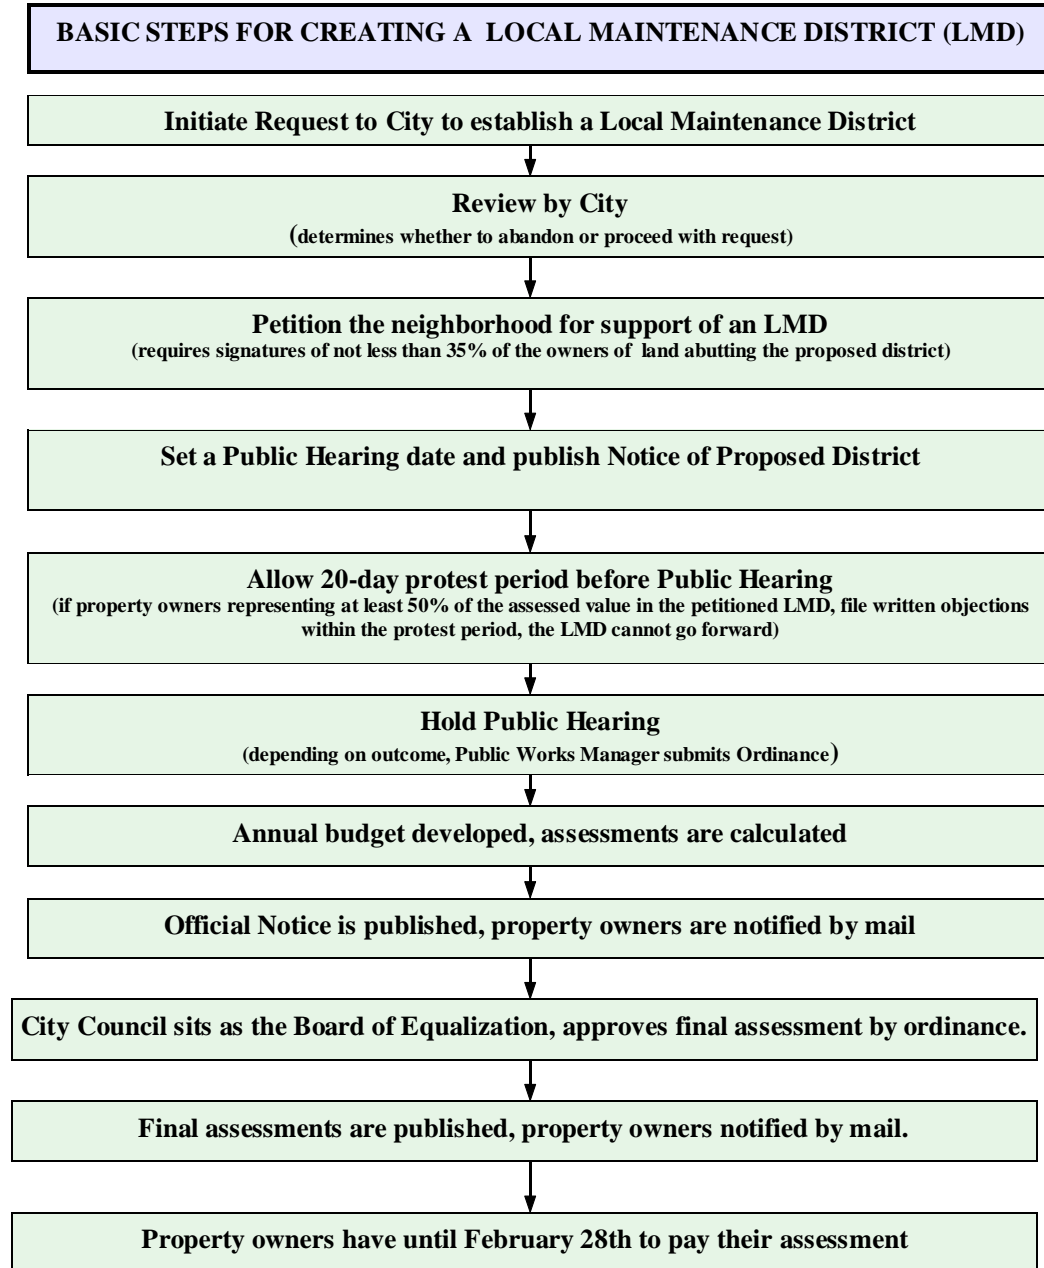 BASIC STEPS FOR CREATING A LOCAL MAINTENANCE DISTRICT (LMD)
Initiate Request to City to establish a Local Maintenance District
Review by City
(determines whether to abandon or proceed with request)
Petition the neighborhood for support of an LMD
(requires signatures of not less than 35% of the owners of land abutting the proposed district)
Set a Public Hearing date and publish Notice of Proposed District
Allow 20-day protest period before Public Hearing
(if property owners representing at least 50% of the assessed value in the petitioned LMD, file written objections
within the protest period, the LMD cannot go forward)
Hold Public Hearing
(depending on outcome, Public Works Manager submits Ordinance)
Annual budget developed, assessments are calculated
Official Notice is published, property owners are notified by mail
City Council sits as the Board of Equalization, approves final assessment by ordinance.
Final assessments are published, property owners notified by mail.
Property owners have until February 28th to pay their assessment